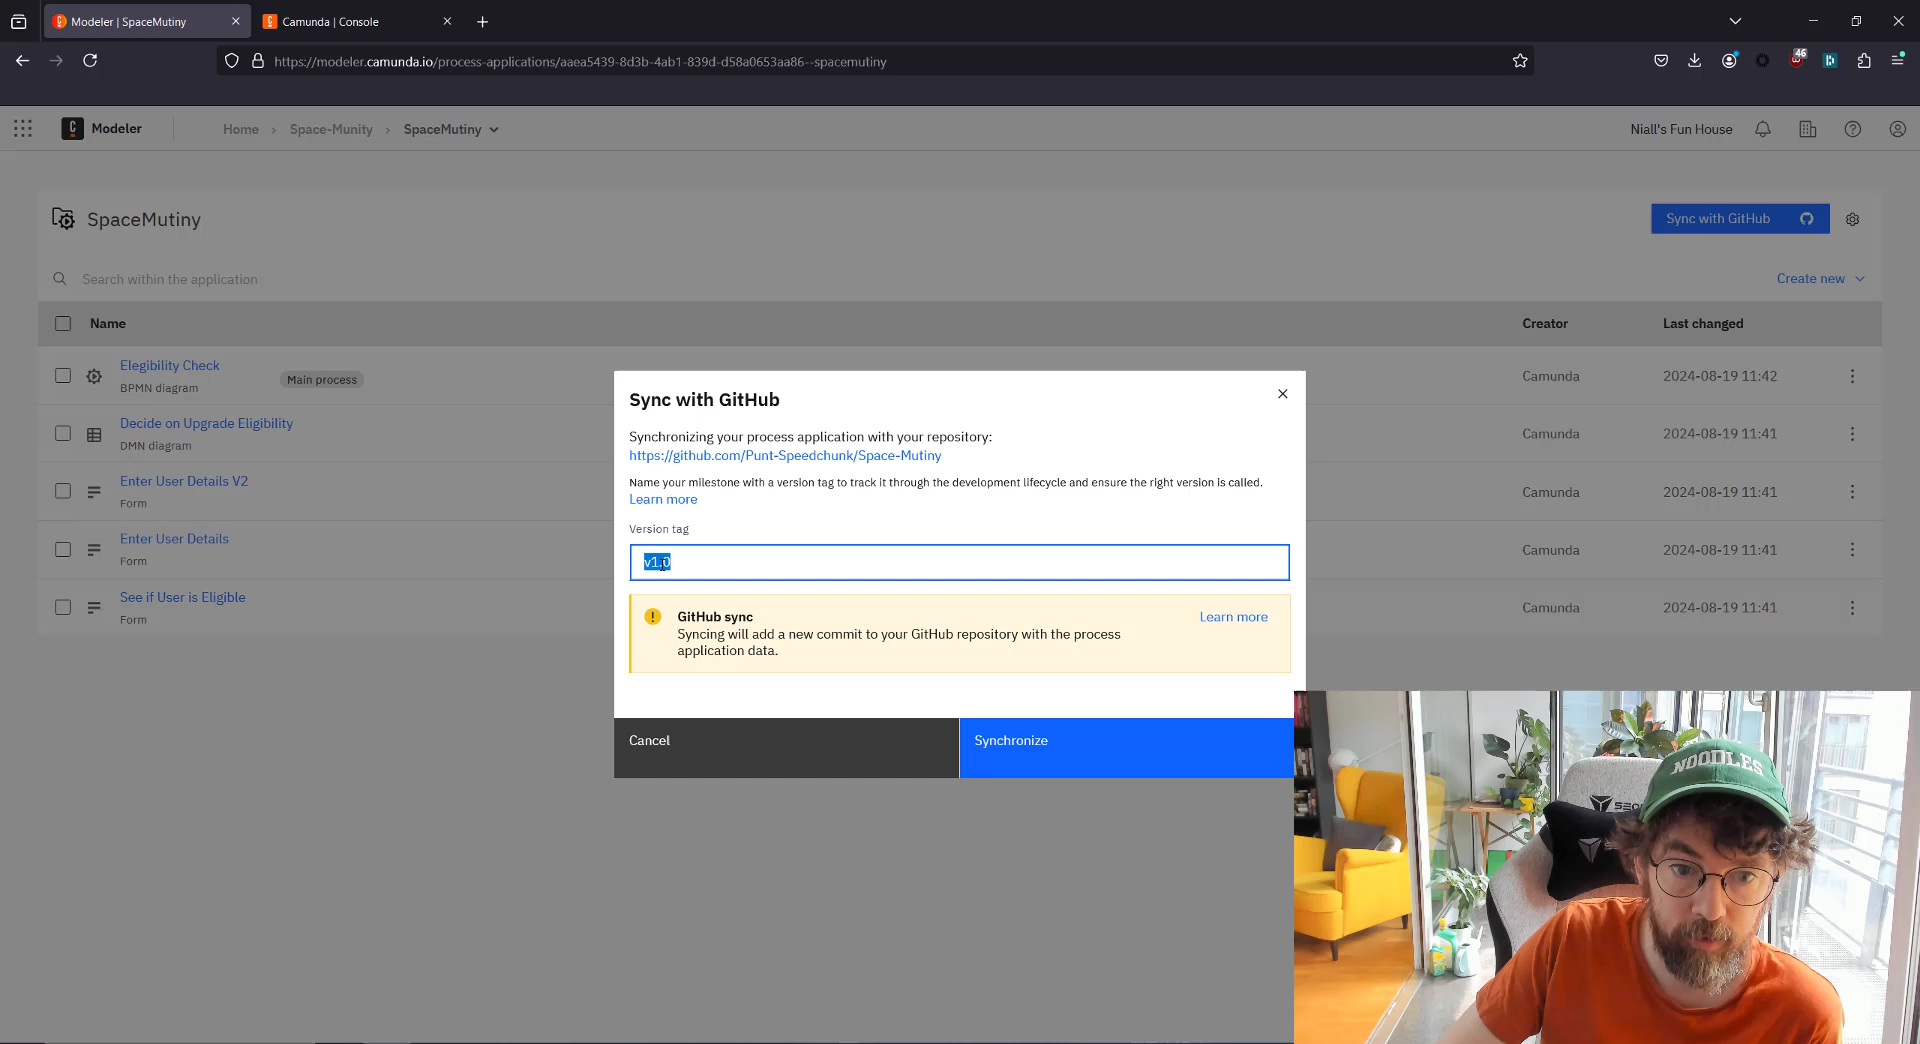 Modeler | SpaceMutiny
Camunda | Console
https://modeler.camunda.io/process-applications/aaea5439-8d3b-4ab1-839d-d58a0653aa86--spacemutiny
46
Modeler
Home
Space-Munity
SpaceMutiny
Niall's Fun House
SpaceMutiny
Sync with GitHub
Search within the application
Create new
Name
Creator
Last changed
Elegibility Check
BPMN diagram
Main process
Camunda
2024-08-19 11:42
Decide on Upgrade Eligibility
DMN diagram
Camunda
2024-08-19 11:41
Enter User Details V2
Form
Camunda
2024-08-19 11:41
Enter User Details
Form
Camunda
2024-08-19 11:41
See if User is Eligible
Form
Camunda
2024-08-19 11:41
Sync with GitHub
Synchronizing your process application with your repository:
https://github.com/Punt-Speedchunk/Space-Mutiny
Name your milestone with a version tag to track it through the development lifecycle and ensure the right version is called.
Learn more
Version tag
v1.0
GitHub sync
Learn more
Syncing will add a new commit to your GitHub repository with the process
application data.
Cancel
Synchronize
NOODLES